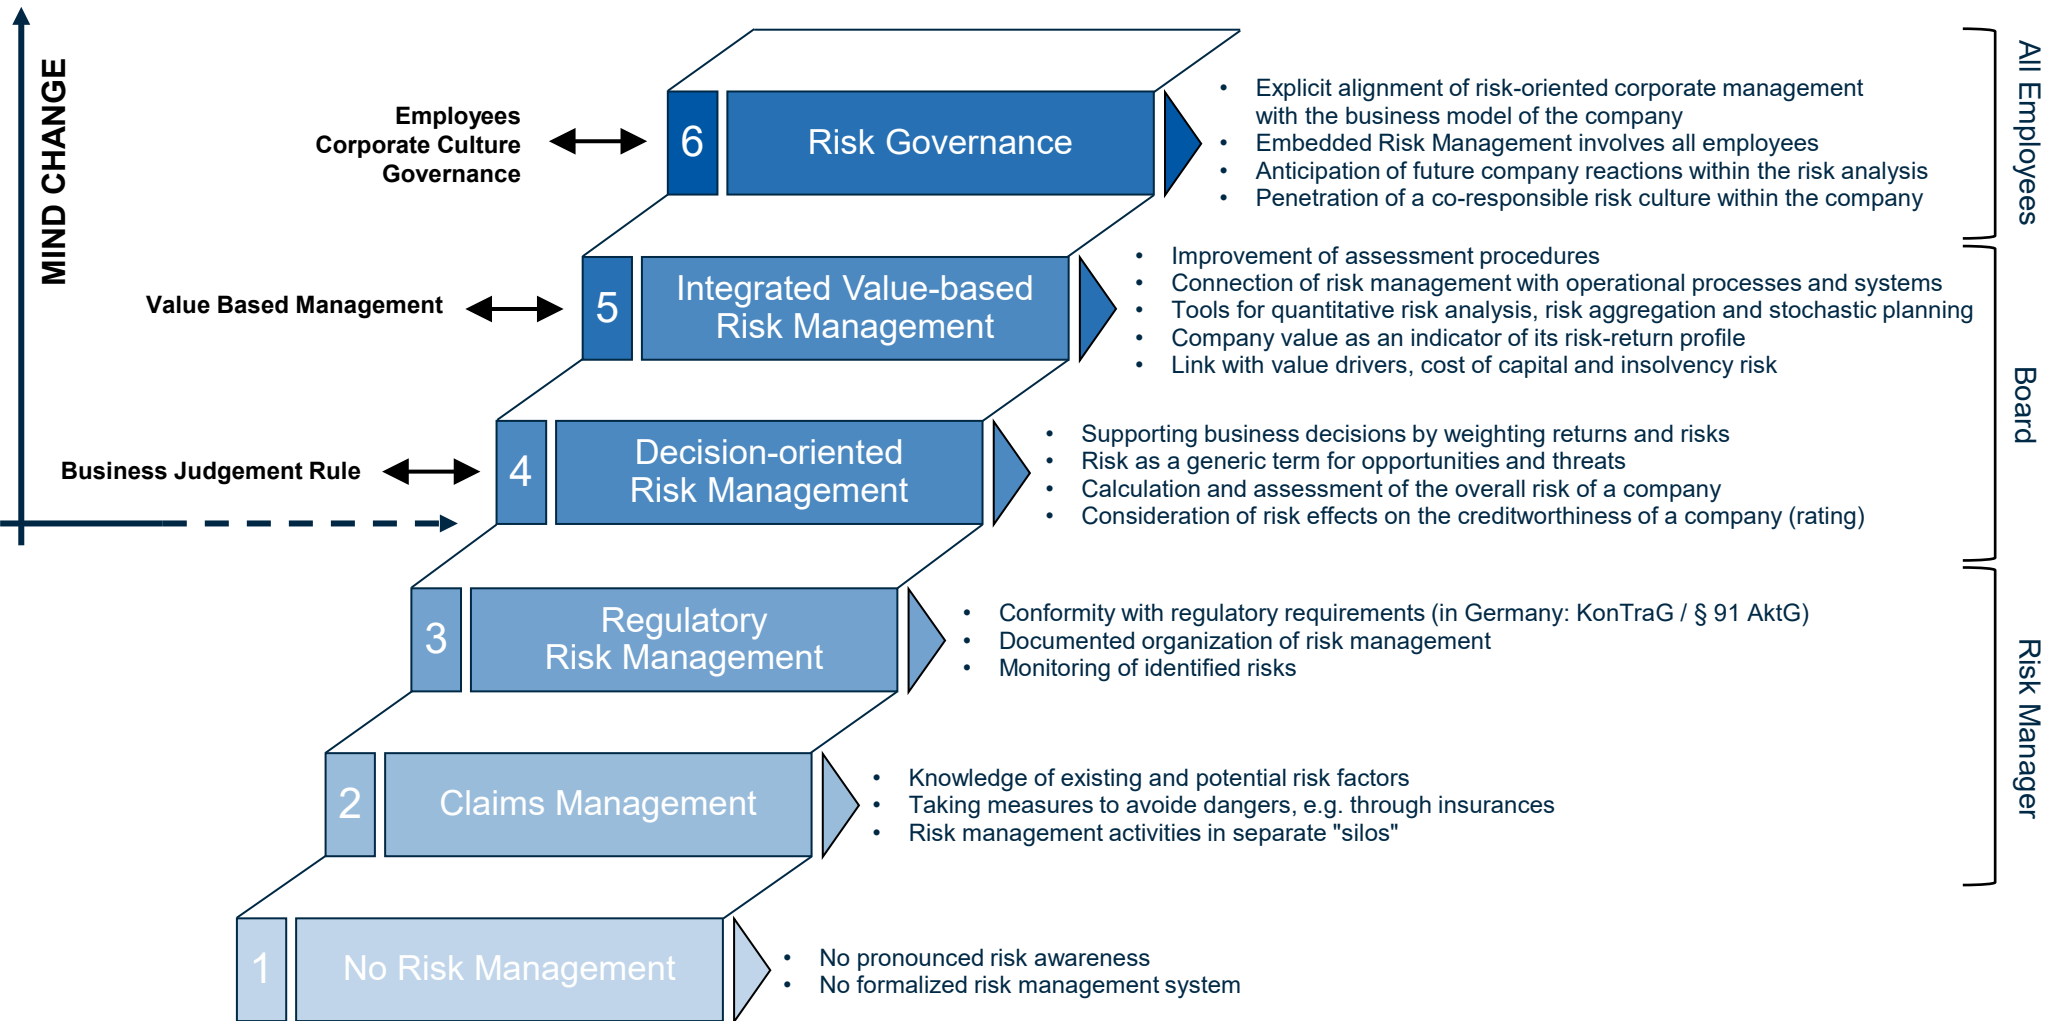 MIND CHANGE
Employees
Corporate Culture
Governance
6
Risk Governance
• Explicit alignment of risk-oriented corporate management
with the business model of the company
• Embedded Risk Management involves all employees
• Anticipation of future company reactions within the risk analysis
• Penetration of a co-responsible risk culture within the company
All Employees
Value Based Management
5
Integrated Value-based
Risk Management
• Improvement of assessment procedures
• Connection of risk management with operational processes and systems
• Tools for quantitative risk analysis, risk aggregation and stochastic planning
• Company value as an indicator of its risk-return profile
• Link with value drivers, cost of capital and insolvency risk
Board
Business Judgement Rule
4
Decision-oriented
Risk Management
• Supporting business decisions by weighting returns and risks
• Risk as a generic term for opportunities and threats
• Calculation and assessment of the overall risk of a company
• Consideration of risk effects on the creditworthiness of a company (rating)
3
Regulatory
Risk Management
• Conformity with regulatory requirements (in Germany: KonTraG / § 91 AktG)
• Documented organization of risk management
• Monitoring of identified risks
Risk Manager
2
Claims Management
• Knowledge of existing and potential risk factors
• Taking measures to avoide dangers, e.g. through insurances
• Risk management activities in separate "silos"
1
No Risk Management
• No pronounced risk awareness
• No formalized risk management system